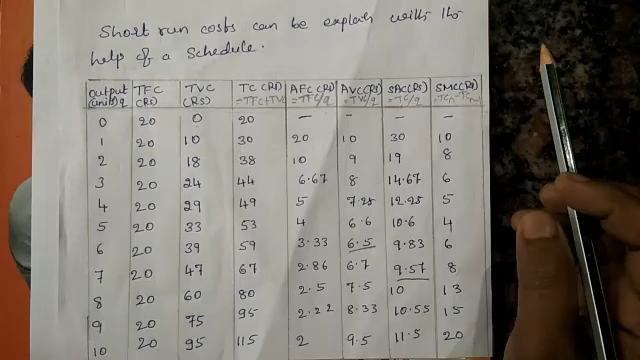 Short run costs can be explain with the
help of a Schedule.
output (units) q TFC (Rs) TVC (RS) TC (Rs) =TFC+TVC AFC(Rs) =TFC/q AVC(Rs) =TVC/q SAC(Rs) =TC/q SMC(Rs) =TCn-TCn-1
0 20 0 20 - - - -
1 20 10 30 20 10 30 10
2 20 18 38 10 9 19 8
3 20 24 44 6.67 8 14.67 6
4 20 29 49 5 7.25 12.25 5
5 20 33 53 4 6.6 10.6 4
6 20 39 59 3.33 6.5 9.83 6
7 20 47 67 2.86 6.7 9.57 8
8 20 60 80 2.5 7.5 10 13
9 20 75 95 2.22 8.33 10.55 15
10 20 95 115 2 9.5 11.5 20